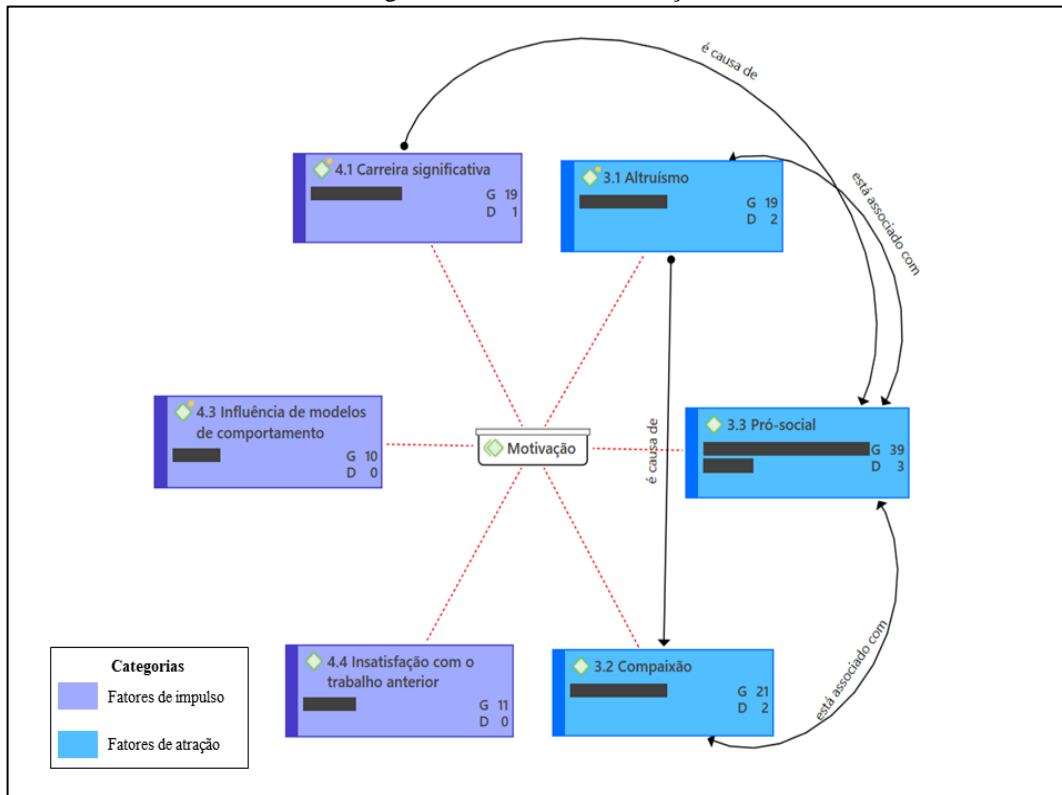 é causa de
4.1 Carreira significativa
G 19
D 1
3.1 Altruísmo
G 19
D 2
está associado com
4.3 Influência de modelos
de comportamento
G 10
D 0
Motivação
é causa de
3.3 Pró-social
G 39
D 3
4.4 Insatisfação com o
trabalho anterior
G 11
D 0
3.2 Compaixão
G 21
D 2
está associado com
Categorias
Fatores de impulso
Fatores de atração